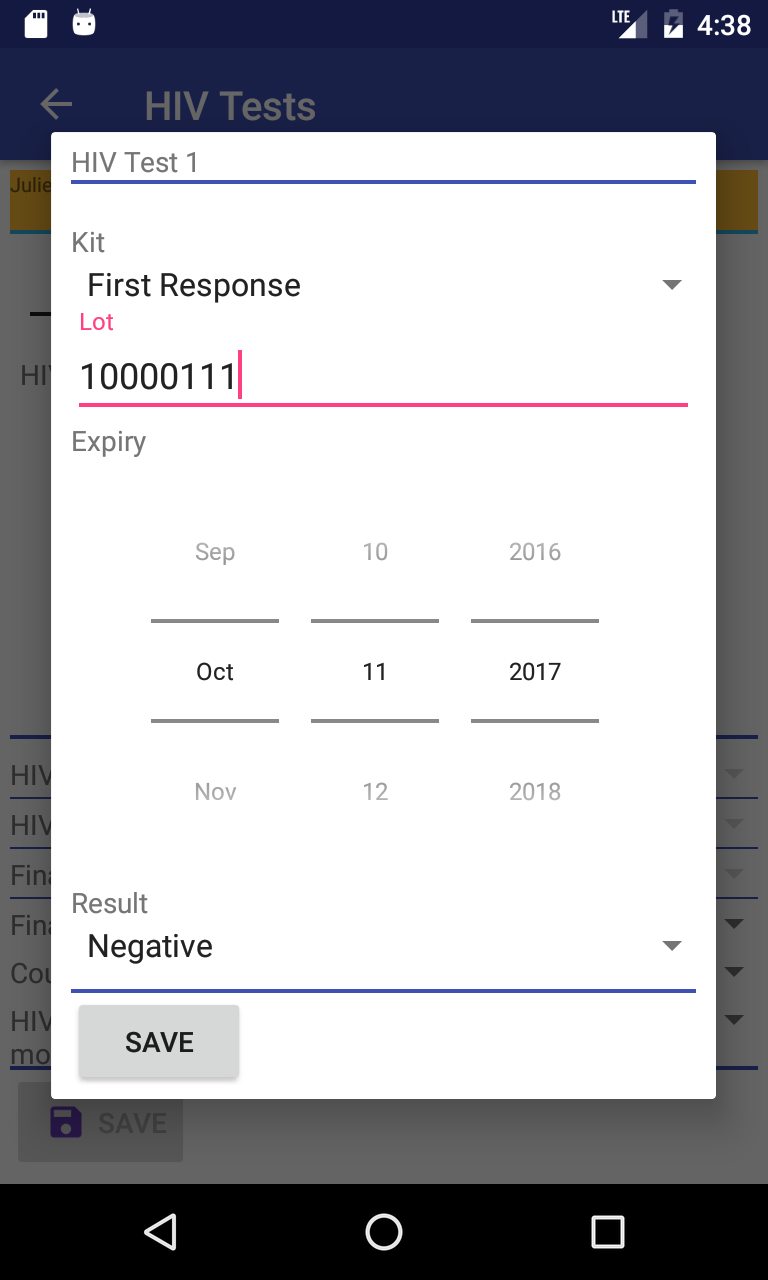 LTE 4:38
HIV Tests
Julie
HIV Test 1
Kit
First Response
Lot
10000111
HIV
Expiry
Sep 10 2016
Oct 11 2017
Nov 12 2018
HIV
HIV
Fina
Result
Fina
Negative
Cou
HIV
SAVE
mo
SAVE